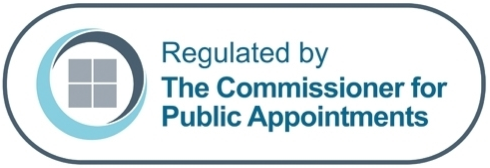 Regulated by
The Commissioner for
Public Appointments